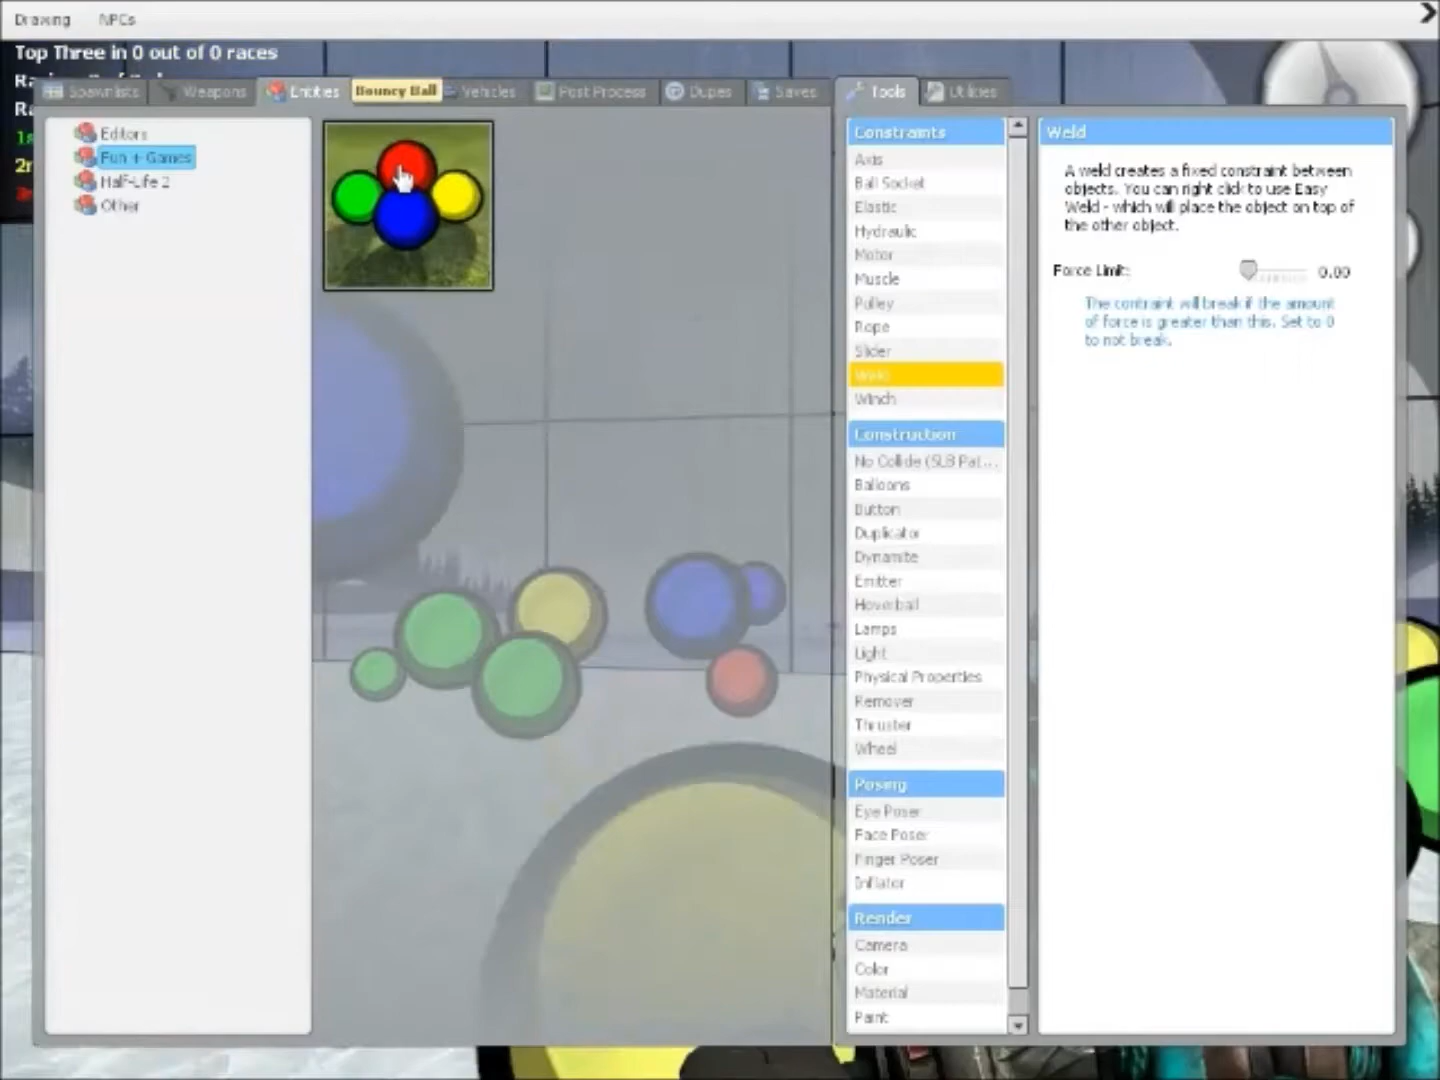 Drawing NPCs
Top Three in 0 out of 0 races
Spawnlists Weapons Entities Bouncy Ball Vehicles Post Process Dupes Saves Tools Utilities
Editors
Fun + Games
Half-Life 2
Other
Constraints
Axis
Ball Socket
Elastic
Hydraulic
Motor
Muscle
Pulley
Rope
Slider
Weld
Winch
Construction
No Collide (SLB Pat...
Balloons
Button
Duplicator
Dynamite
Emitter
Hoverball
Lamps
Light
Physical Properties
Remover
Thruster
Wheel
Posing
Eye Poser
Face Poser
Finger Poser
Inflator
Render
Camera
Color
Material
Paint
Weld
A weld creates a fixed constraint between
objects. You can right click to use Easy
Weld - which will place the object on top of
the other object.
Force Limit: 0.00
The contraint will break if the amount
of force is greater than this. Set to 0
to not break.